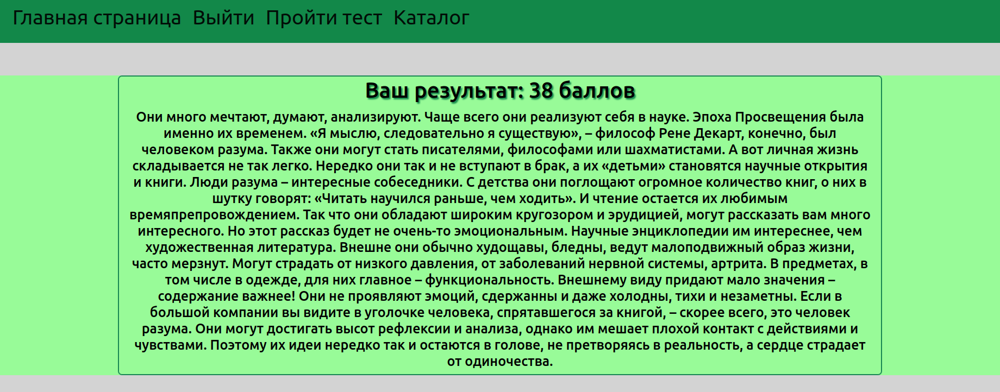 Главная страница Выйти Пройти тест Каталог
Ваш результат: 38 баллов
Они много мечтают, думают, анализируют. Чаще всего они реализуют себя в науке. Эпоха Просвещения была
именно их временем. «Я мыслю, следовательно я существую», – философ Рене Декарт, конечно, был
человеком разума. Также они могут стать писателями, философами или шахматистами. А вот личная жизнь
складывается не так легко. Нередко они так и не вступают в брак, а их «детьми» становятся научные открытия
и книги. Люди разума – интересные собеседники. С детства они поглощают огромное количество книг, о них в
шутку говорят: «Читать научился раньше, чем ходить». И чтение остается их любимым
времяпрепровождением. Так что они обладают широким кругозором и эрудицией, могут рассказать вам много
интересного. Но этот рассказ будет не очень-то эмоциональным. Научные энциклопедии им интереснее, чем
художественная литература. Внешне они обычно худощавы, бледны, ведут малоподвижный образ жизни,
часто мерзнут. Могут страдать от низкого давления, от заболеваний нервной системы, артрита. В предметах, в
том числе в одежде, для них главное – функциональность. Внешнему виду придают мало значения –
содержание важнее! Они не проявляют эмоций, сдержанны и даже холодны, тихи и незаметны. Если в
большой компании вы видите в уголочке человека, спрятавшегося за книгой, – скорее всего, это человек
разума. Они могут достигать высот рефлексии и анализа, однако им мешает плохой контакт с действиями и
чувствами. Поэтому их идеи нередко так и остаются в голове, не претворяясь в реальность, а сердце страдает
от одиночества.